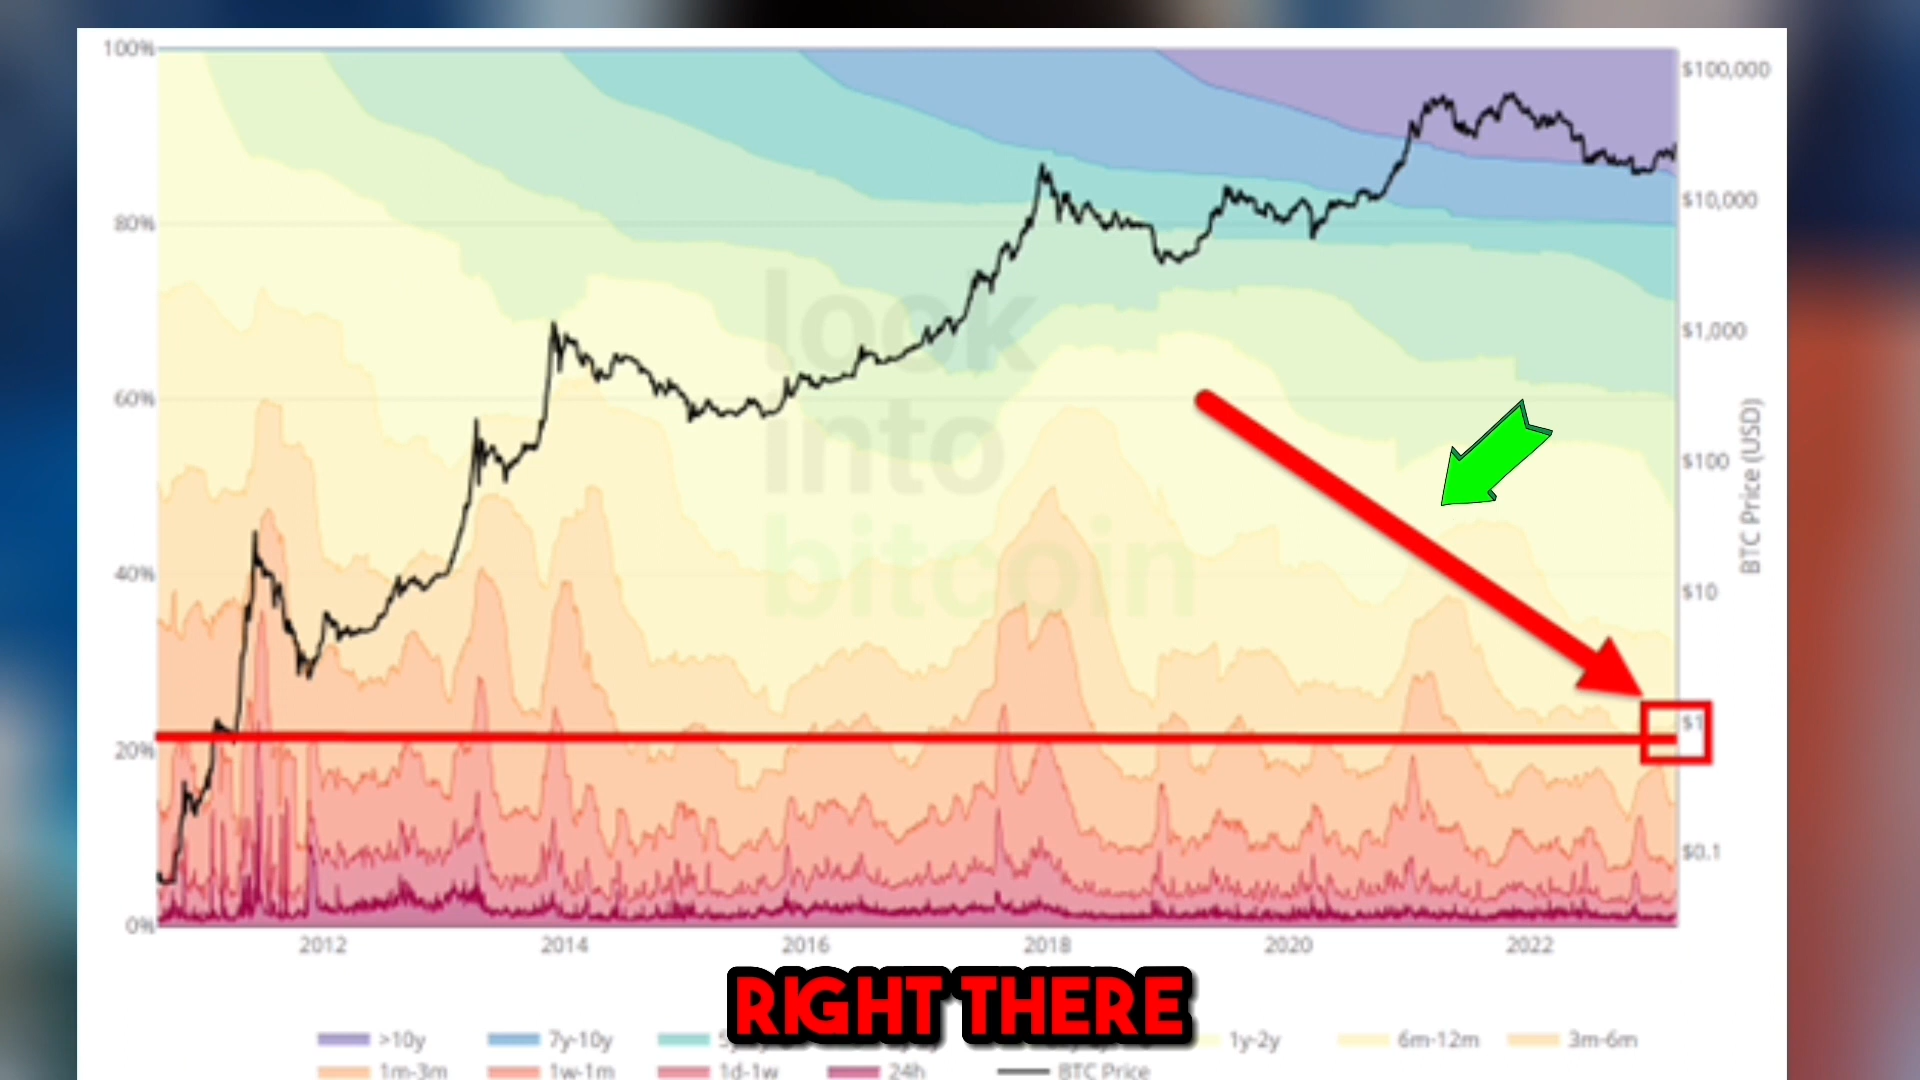 100%
80%
60%
40%
20%
0%
$100,000
$10,000
$1,000
$100
$10
$1
$0.1
BTC Price (USD)
look
into
bitcoin
2012
2014
2016
2018
2020
2022
RIGHT THERE
>10y
7y-10y
1y-2y
6m-12m
3m-6m
1m-3m
1w-1m
1d-1w
24h
BTC Price